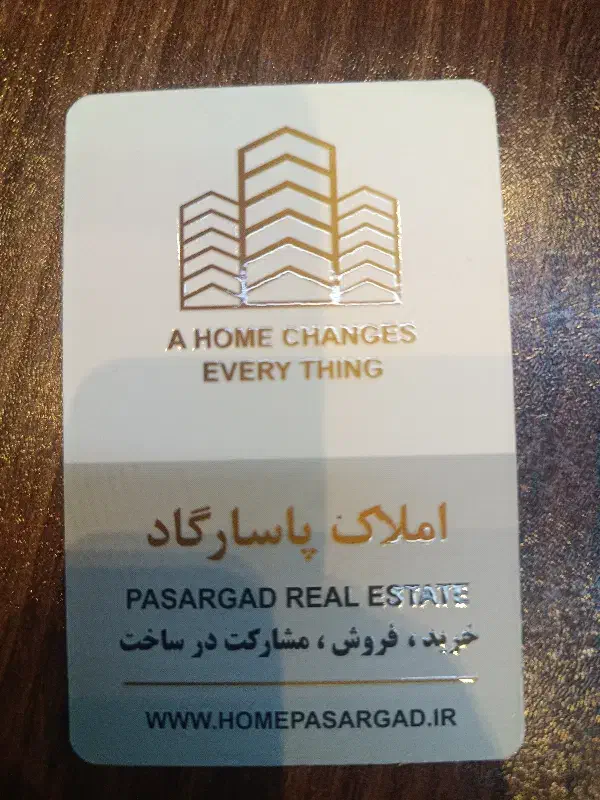 A HOME CHANGES
EVERY THING
املاک پاسارگاد
PASARGAD REAL ESTATE
خرید ، فروش ، مشارکت در ساخت
WWW.HOMEPASARGAD.IR